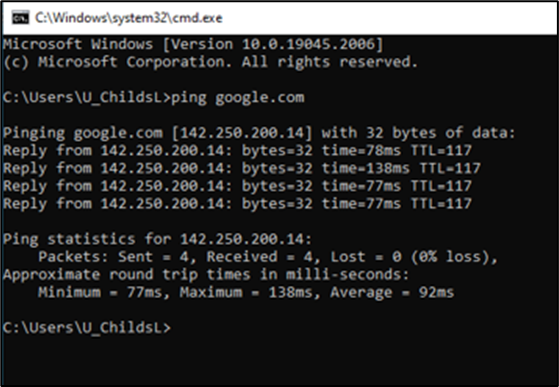 C:\Windows\system32\cmd.exe
Microsoft Windows [Version 10.0.19045.2006]
(c) Microsoft Corporation. All rights reserved.
C:\Users\U_ChildsL>ping google.com
Pinging google.com [142.250.200.14] with 32 bytes of data:
Reply from 142.250.200.14: bytes=32 time=78ms TTL=117
Reply from 142.250.200.14: bytes=32 time=138ms TTL=117
Reply from 142.250.200.14: bytes=32 time=77ms TTL=117
Reply from 142.250.200.14: bytes=32 time=77ms TTL=117
Ping statistics for 142.250.200.14:
    Packets: Sent = 4, Received = 4, Lost = 0 (0% loss),
Approximate round trip times in milli-seconds:
    Minimum = 77ms, Maximum = 138ms, Average = 92ms
C:\Users\U_ChildsL>